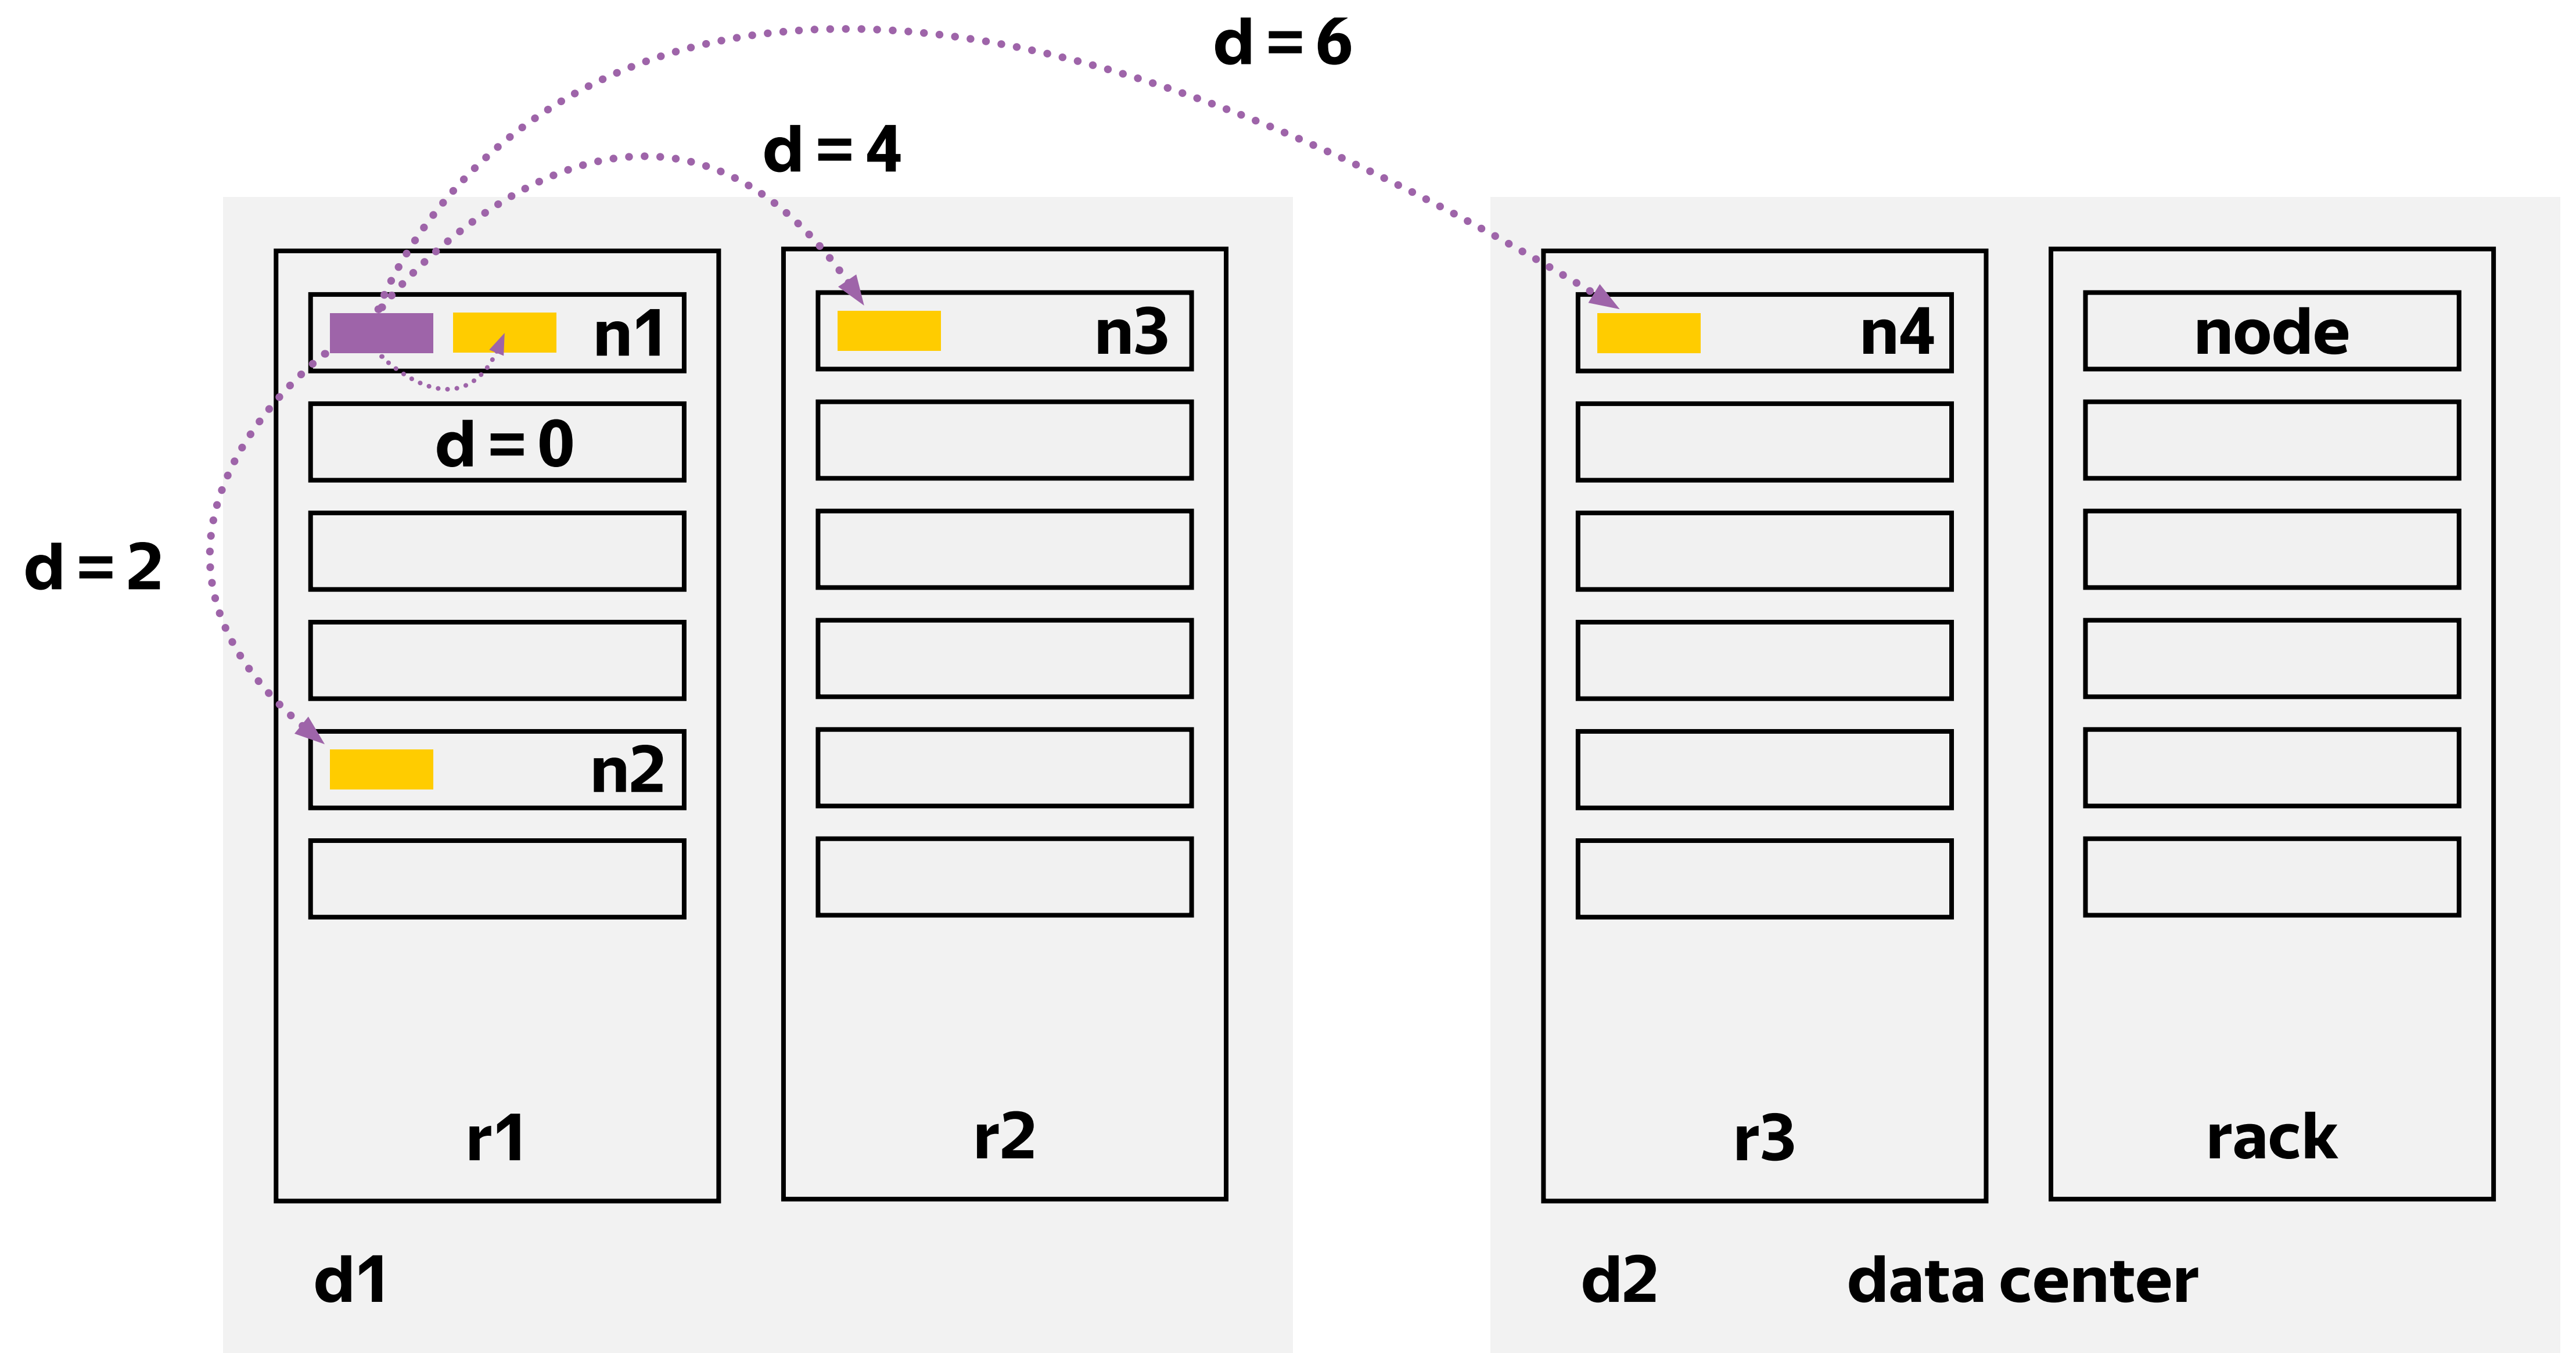 d = 6
d = 4
n1
n3
n4
node
d = 0
d = 2
n2
r1
r2
r3
rack
d1
d2
data center